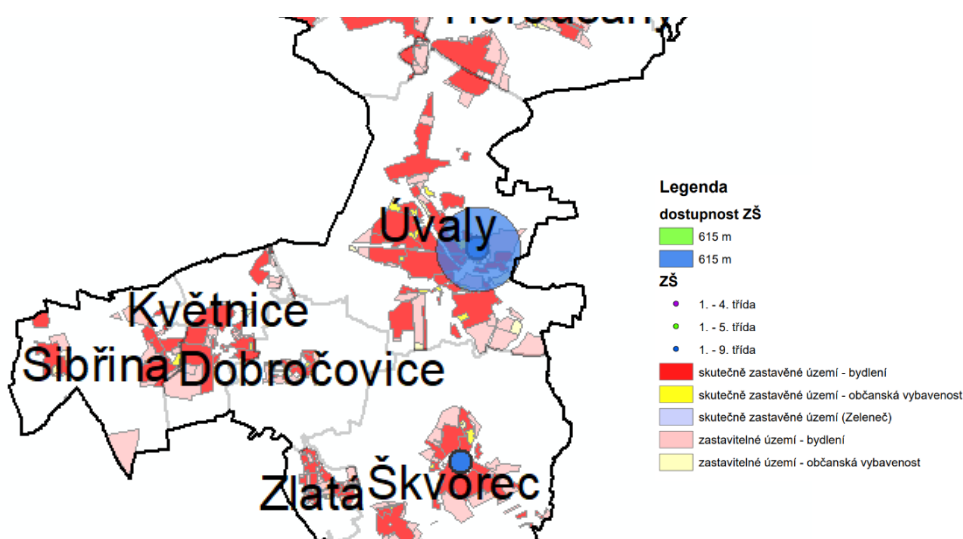 Úvaly
Květnice
Sibřina
Dobročovice
Zlatá
Škvorec
Legenda
dostupnost ZŠ
615 m
615 m
ZŠ
1. - 4. třída
1. - 5. třída
1. - 9. třída
skutečně zastavěné území - bydlení
skutečně zastavěné území - občanská vybavenost
skutečně zastavěné území (Zeleneč)
zastavitelné území - bydlení
zastavitelné území - občanská vybavenost